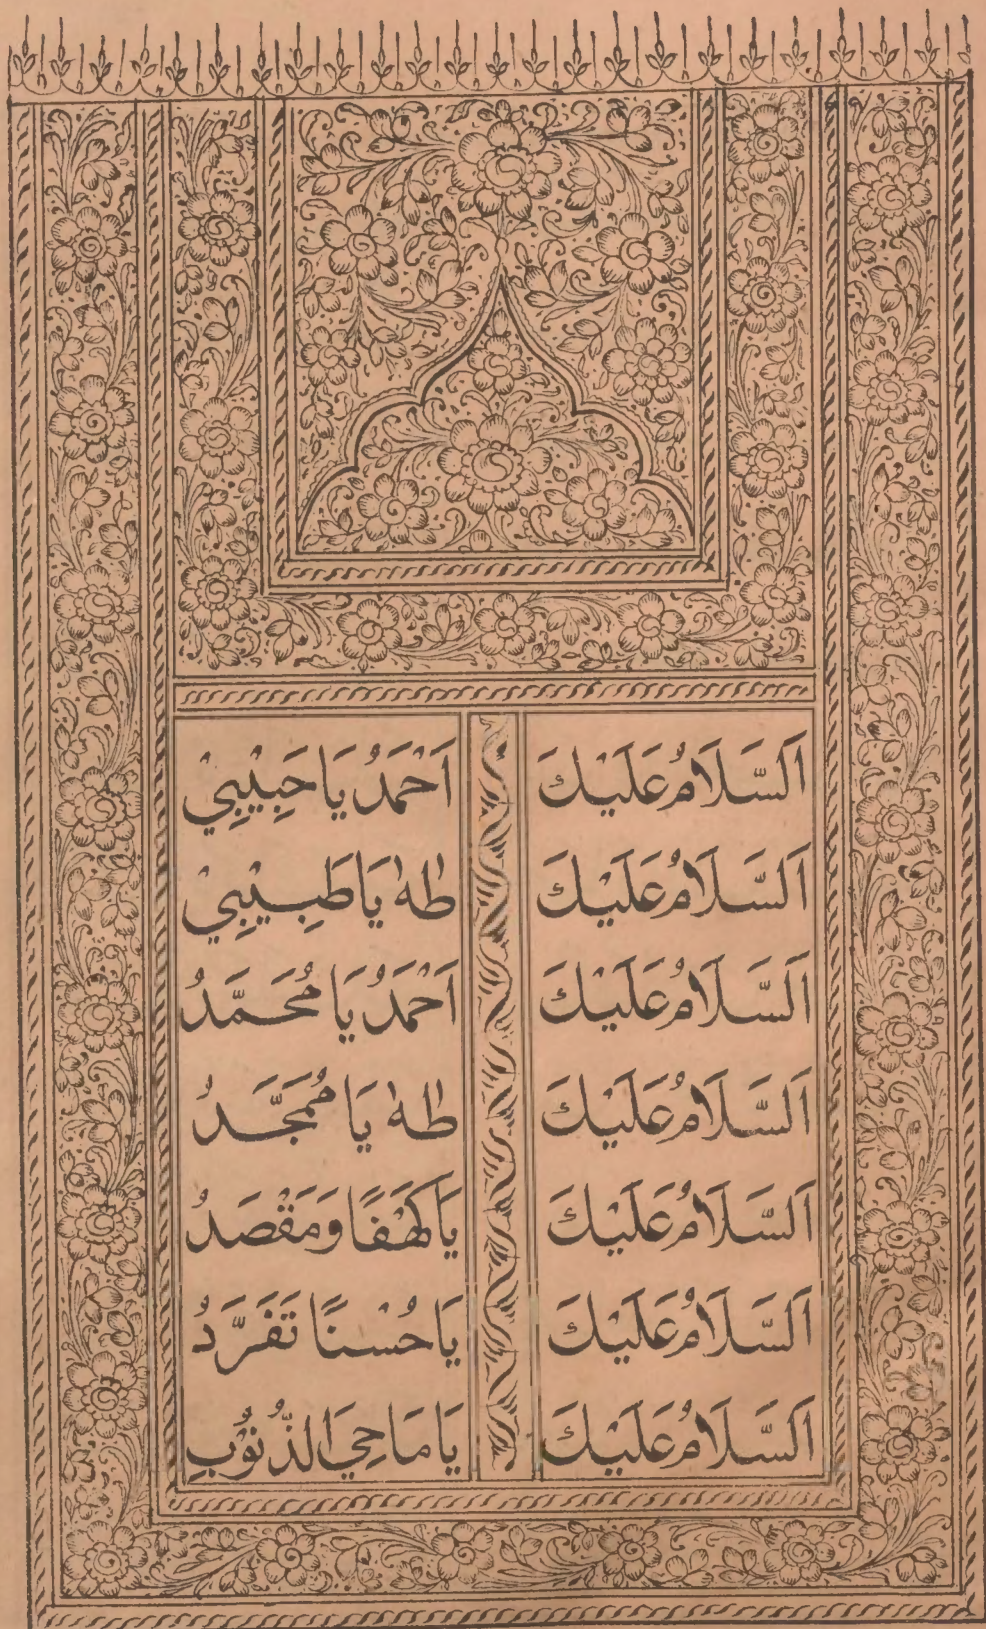 اَلسَّلَامُ عَلَيْكَ اَحْمَدُ يَا حَبِيْبِيْ
اَلسَّلَامُ عَلَيْكَ طٰهٰ يَا طَبِيْبِيْ
اَلسَّلَامُ عَلَيْكَ اَحْمَدُ يَا مُحَمَّدُ
اَلسَّلَامُ عَلَيْكَ طٰهٰ يَا مُمَجَّدُ
اَلسَّلَامُ عَلَيْكَ يَا كَهْفًا وَمَقْصَدُ
اَلسَّلَامُ عَلَيْكَ يَا حُسْنًا تَفَرَّدُ
اَلسَّلَامُ عَلَيْكَ يَا مَاحِيَ الذُّنُوْبِ